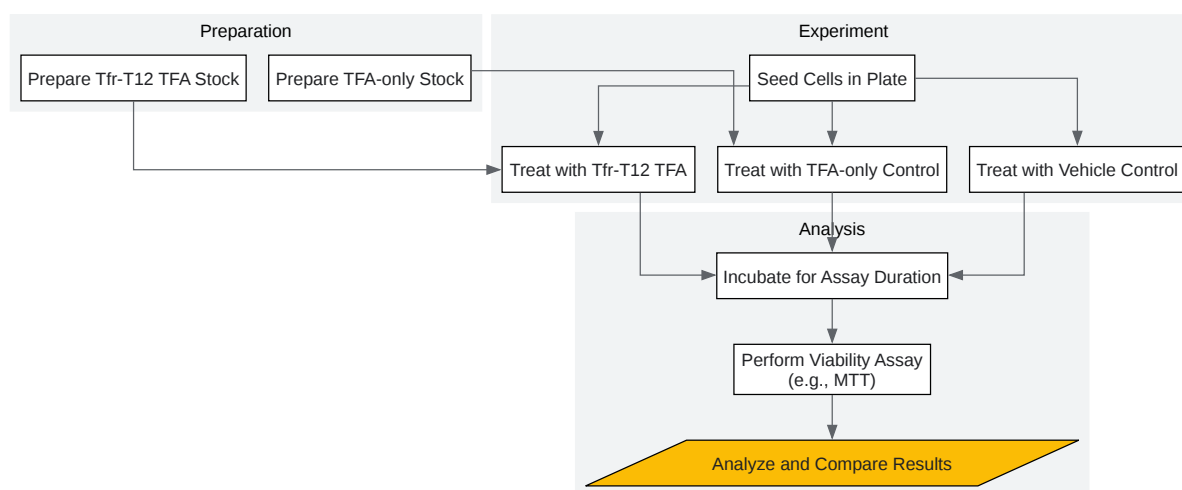 Preparation
Experiment
Prepare Tfr-T12 TFA Stock
Prepare TFA-only Stock
Seed Cells in Plate
Treat with Tfr-T12 TFA
Treat with TFA-only Control
Treat with Vehicle Control
Analysis
Incubate for Assay Duration
Perform Viability Assay
(e.g., MTT)
Analyze and Compare Results